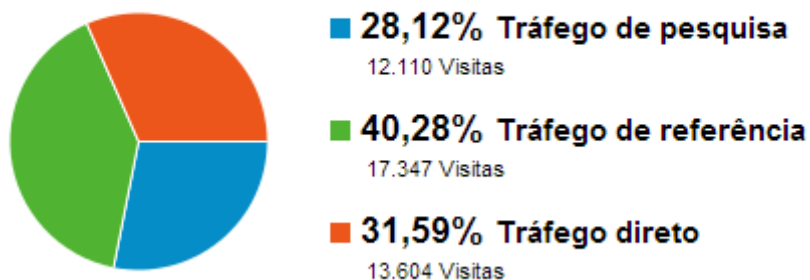 28,12% Tráfego de pesquisa
12.110 Visitas
40,28% Tráfego de referência
17.347 Visitas
31,59% Tráfego direto
13.604 Visitas